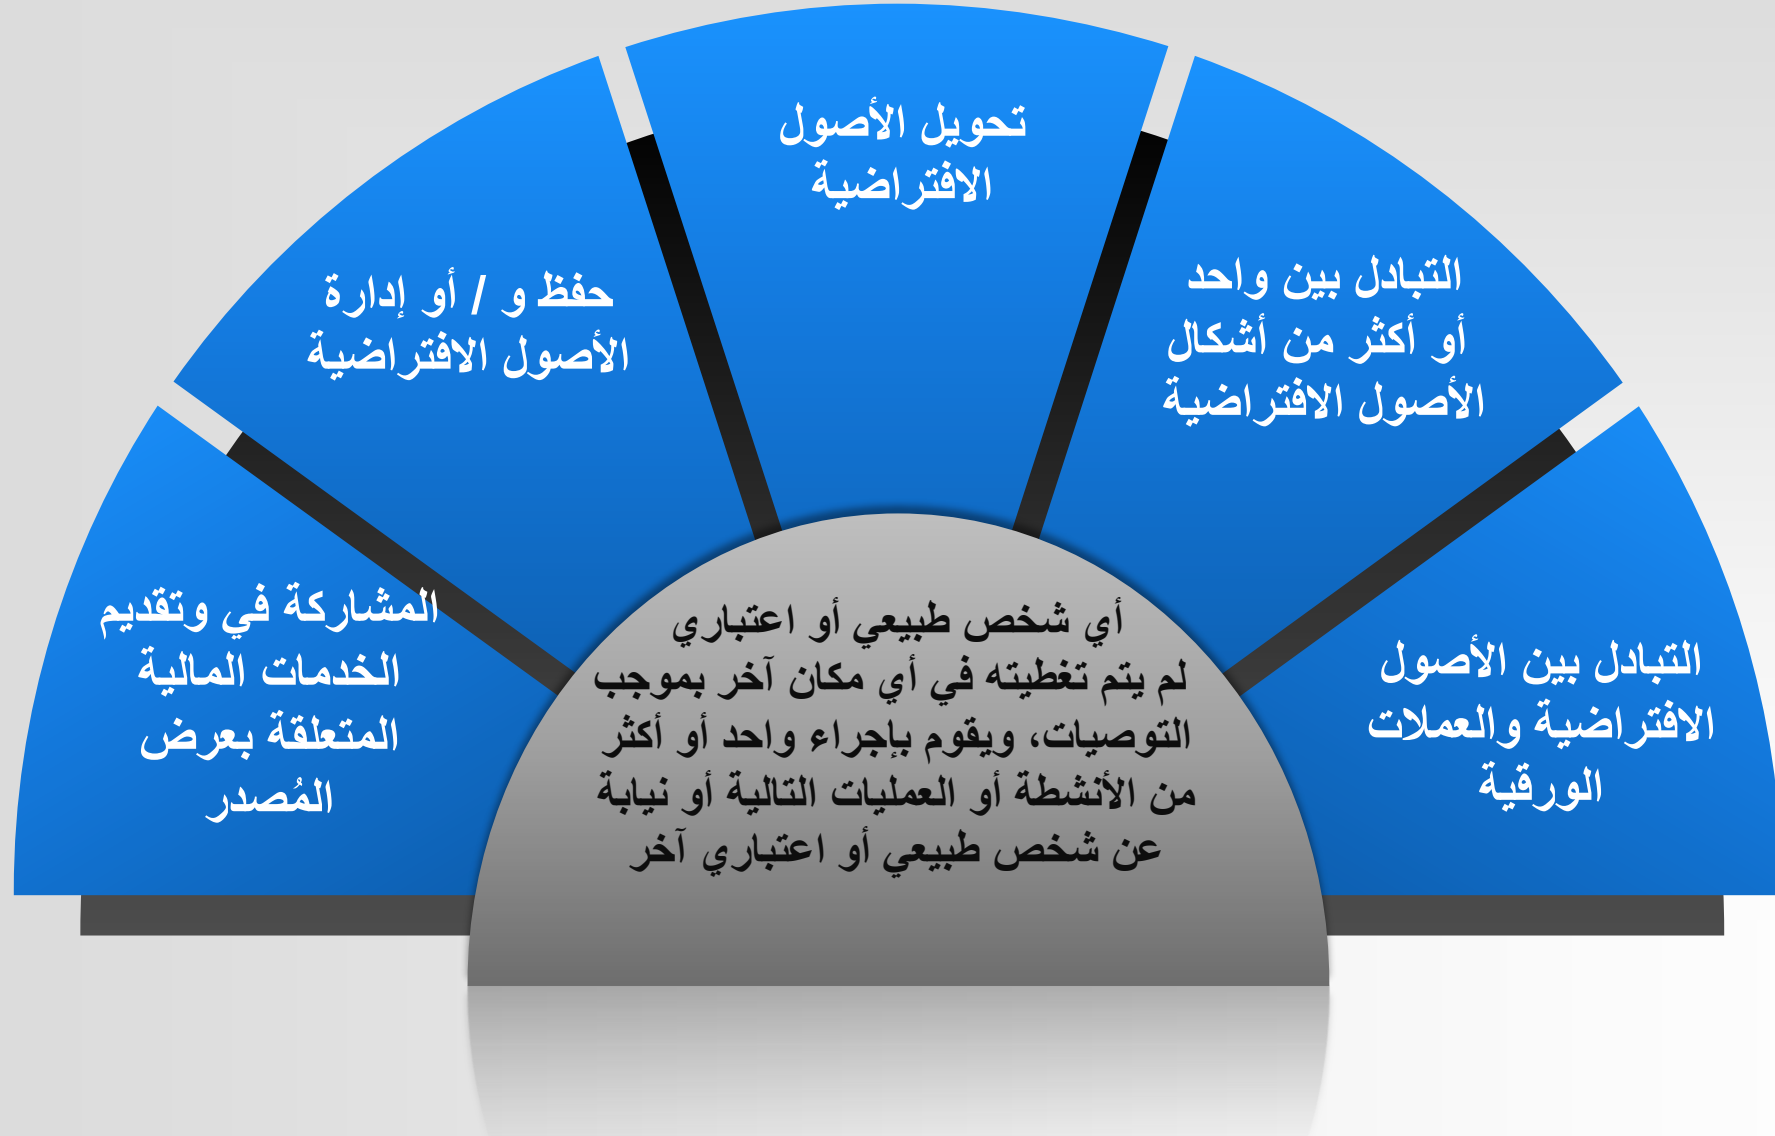 التبادل بين الأصول
الافتراضية والعملات
الورقية
التبادل بين واحد
أو أكثر من أشكال
الأصول الافتراضية
تحويل الأصول
الافتراضية
حفظ و / أو إدارة
الأصول الافتراضية
المشاركة في وتقديم
الخدمات المالية
المتعلقة بعرض
المُصدر
أي شخص طبيعي أو اعتباري
لم يتم تغطيته في أي مكان آخر بموجب
التوصيات، ويقوم بإجراء واحد أو أكثر
من الأنشطة أو العمليات التالية أو نيابة
عن شخص طبيعي أو اعتباري آخر